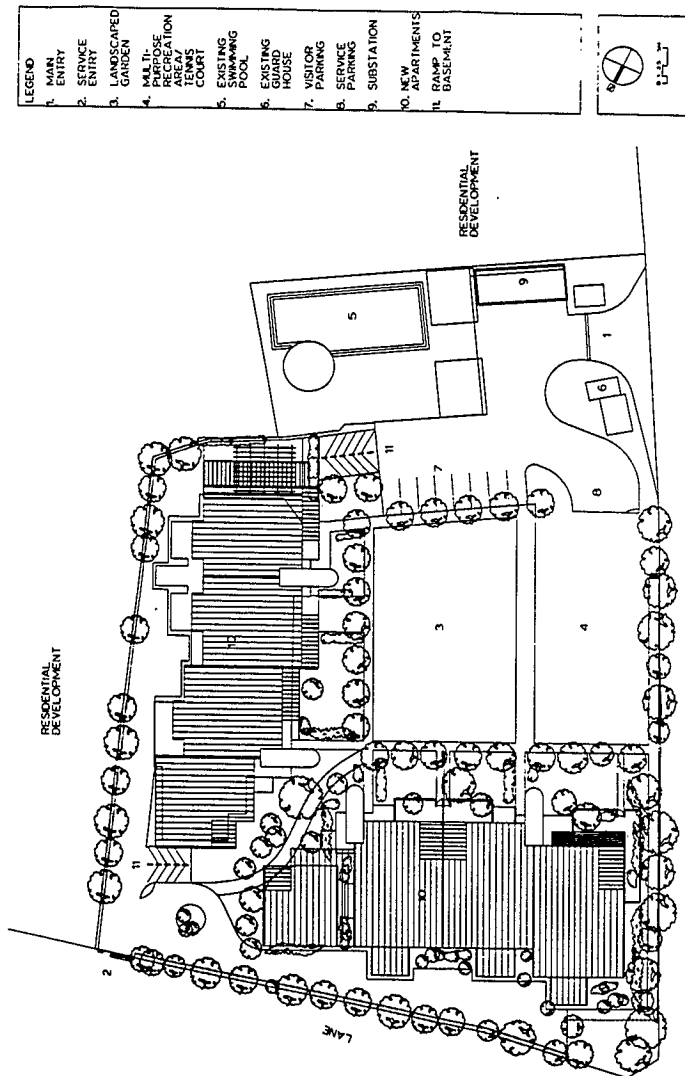 LEGEND
1. MAIN
ENTRY
2. SERVICE
ENTRY
3. LANDSCAPED
GARDEN
4. MULTI-
PURPOSE
RECREATION
AREA/
TENNIS
COURT
5. EXISTING
SWIMMING
POOL
6. EXISTING
GUARD
HOUSE
7. VISITOR
PARKING
8. SERVICE
PARKING
9. SUBSTATION
10. NEW
APARTMENTS
11. RAMP TO
BASEMENT
RESIDENTIAL
DEVELOPMENT
RESIDENTIAL
DEVELOPMENT
5
9
1
6
11
7
8
10
3
4
11
10
2
LANE